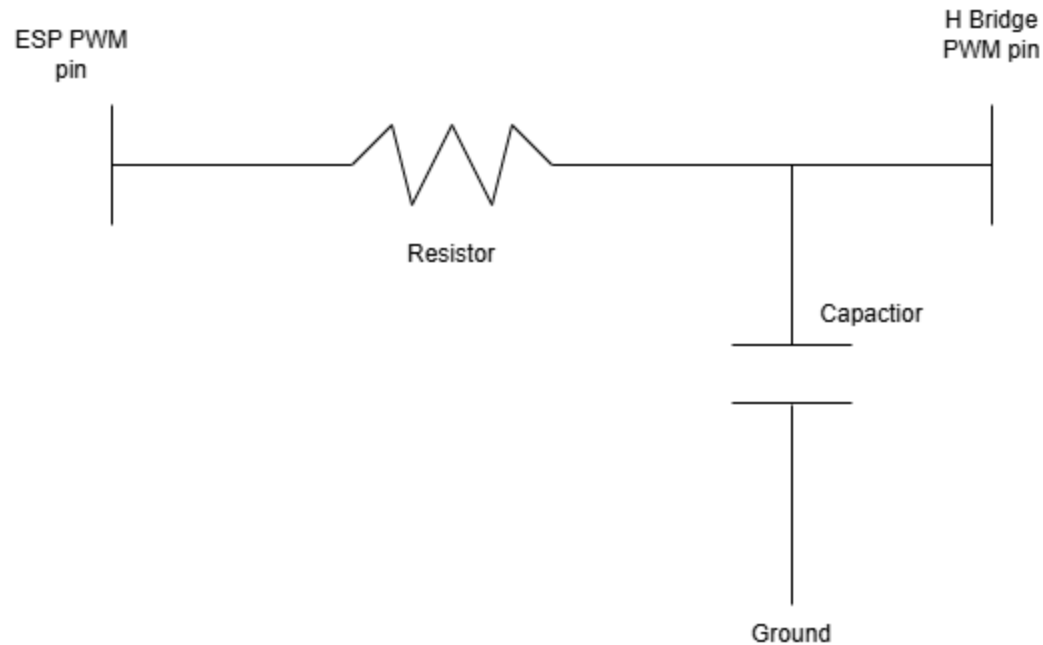 ESP PWM
pin
H Bridge
PWM pin
Resistor
Capactior
Ground